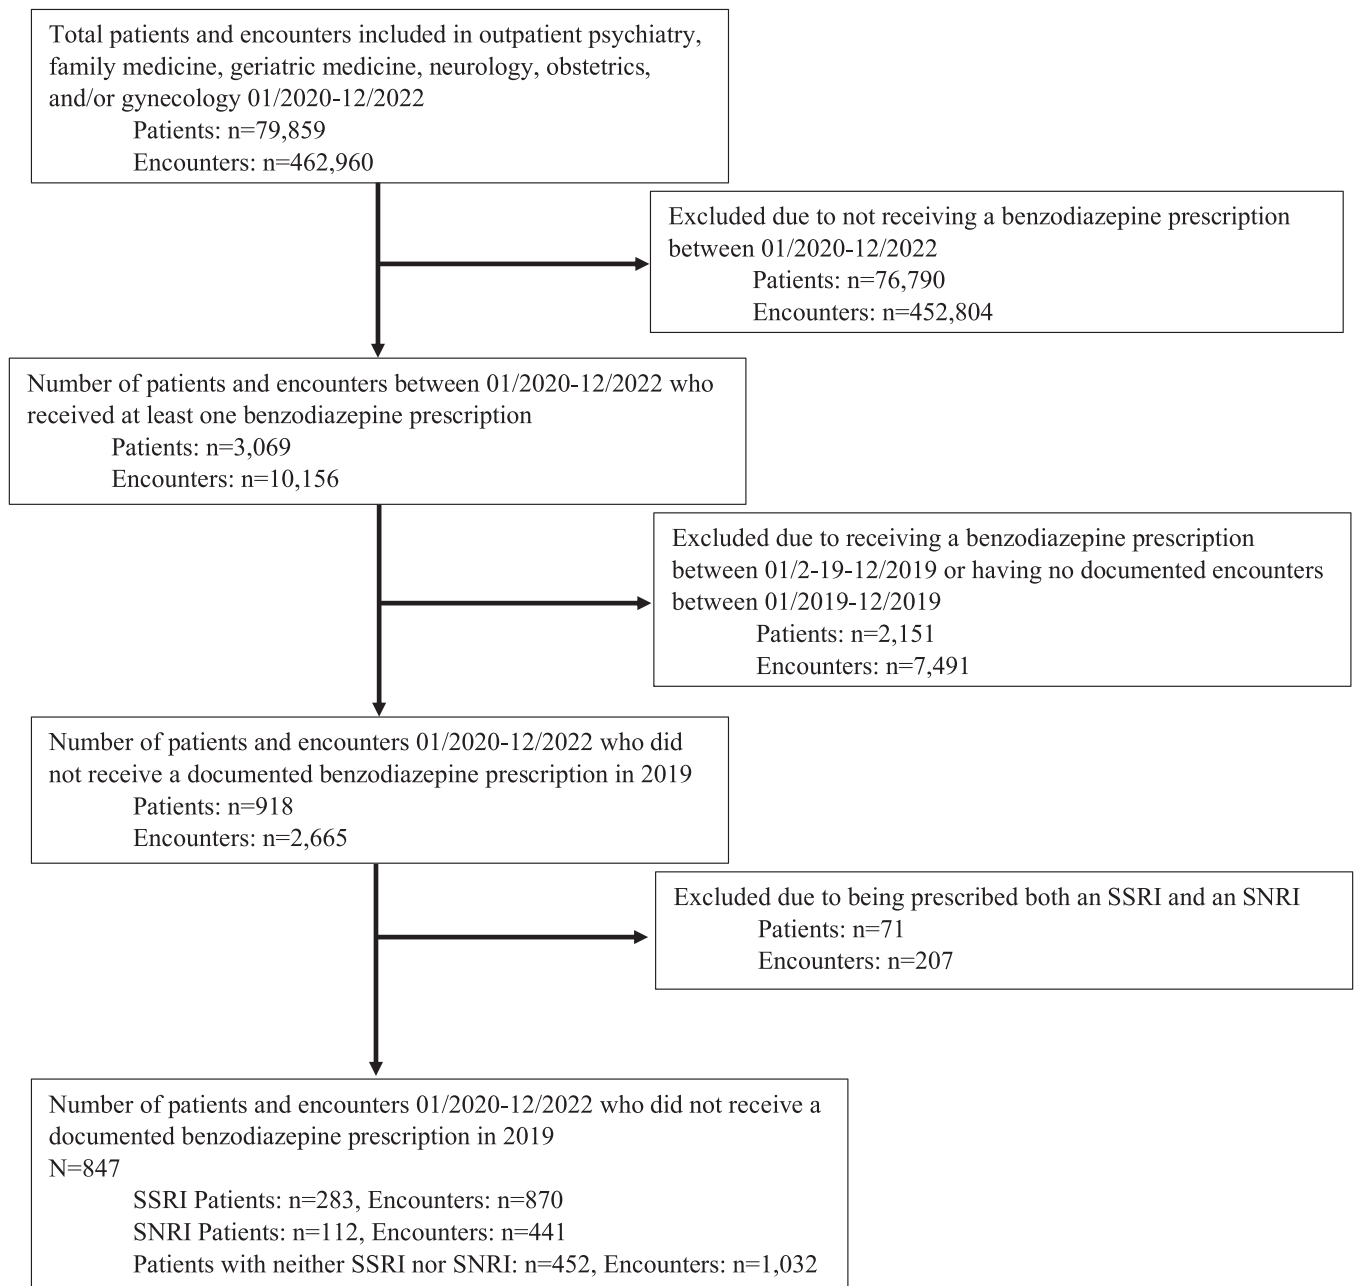 Total patients and encounters included in outpatient psychiatry,
family medicine, geriatric medicine, neurology, obstetrics,
and/or gynecology 01/2020-12/2022
Patients: n=79,859
Encounters: n=462,960
Excluded due to not receiving a benzodiazepine prescription
between 01/2020-12/2022
Patients: n=76,790
Encounters: n=452,804
Number of patients and encounters between 01/2020-12/2022 who
received at least one benzodiazepine prescription
Patients: n=3,069
Encounters: n=10,156
Excluded due to receiving a benzodiazepine prescription
between 01/2-19-12/2019 or having no documented encounters
between 01/2019-12/2019
Patients: n=2,151
Encounters: n=7,491
Number of patients and encounters 01/2020-12/2022 who did
not receive a documented benzodiazepine prescription in 2019
Patients: n=918
Encounters: n=2,665
Excluded due to being prescribed both an SSRI and an SNRI
Patients: n=71
Encounters: n=207
Number of patients and encounters 01/2020-12/2022 who did not receive a
documented benzodiazepine prescription in 2019
N=847
SSRI Patients: n=283, Encounters: n=870
SNRI Patients: n=112, Encounters: n=441
Patients with neither SSRI nor SNRI: n=452, Encounters: n=1,032